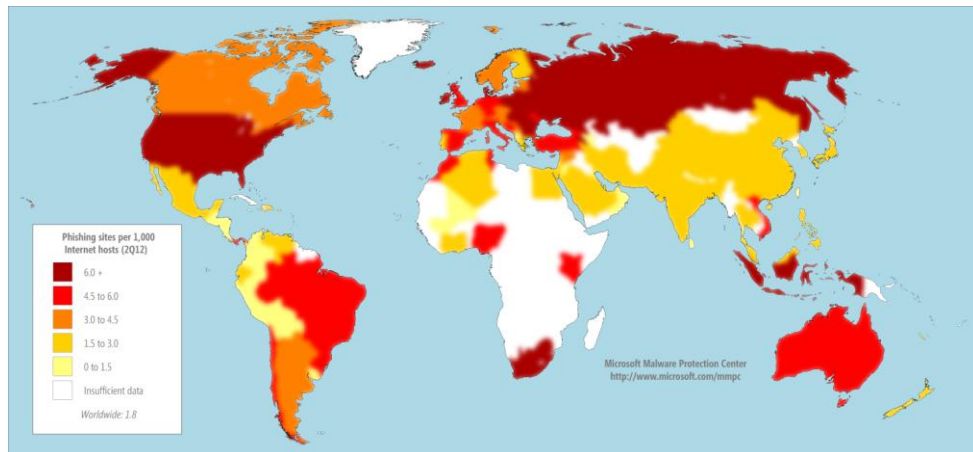 Phishing sites per 1,000
Internet hosts (2Q12)
6.0 +
4.5 to 6.0
3.0 to 4.5
1.5 to 3.0
0 to 1.5
Insufficient data
Worldwide: 1.8
Microsoft Malware Protection Center
http://www.microsoft.com/mmpc